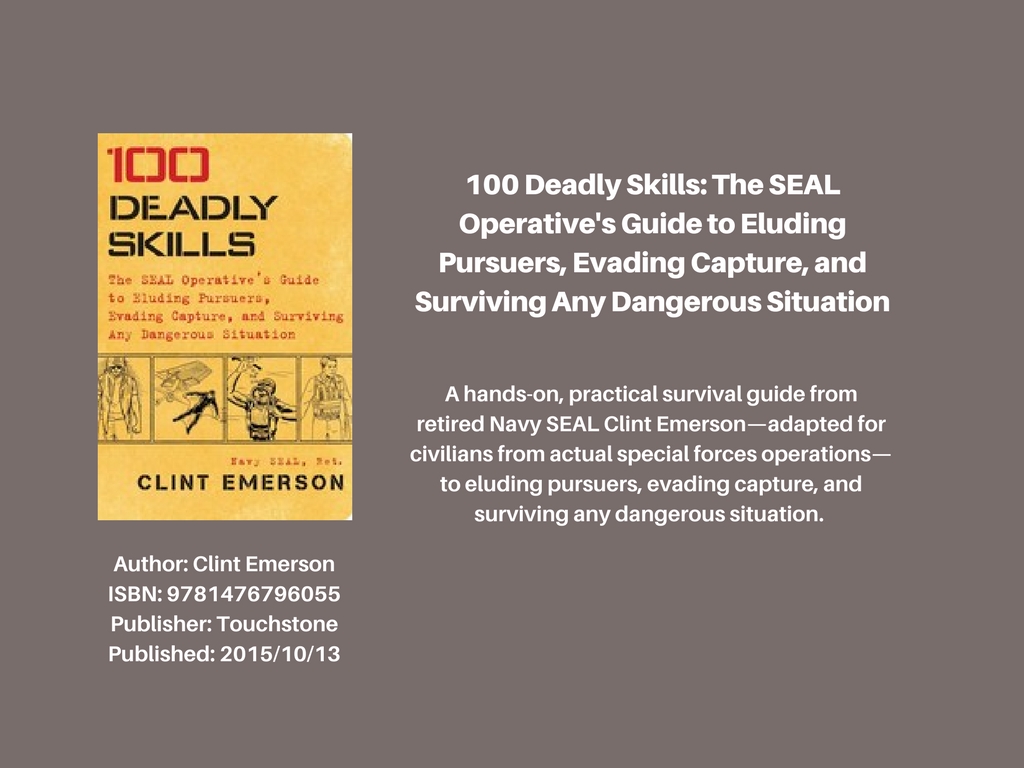 100
DEADLY
SKILLS
The SEAL Operative's Guide
to Eluding Pursuers,
Evading Capture, and Surviving
Any Dangerous Situation
Navy SEAL, Ret.
CLINT EMERSON
Author: Clint Emerson
ISBN: 9781476796055
Publisher: Touchstone
Published: 2015/10/13
100 Deadly Skills: The SEAL
Operative's Guide to Eluding
Pursuers, Evading Capture, and
Surviving Any Dangerous Situation
A hands-on, practical survival guide from
retired Navy SEAL Clint Emerson—adapted for
civilians from actual special forces operations—
to eluding pursuers, evading capture, and
surviving any dangerous situation.